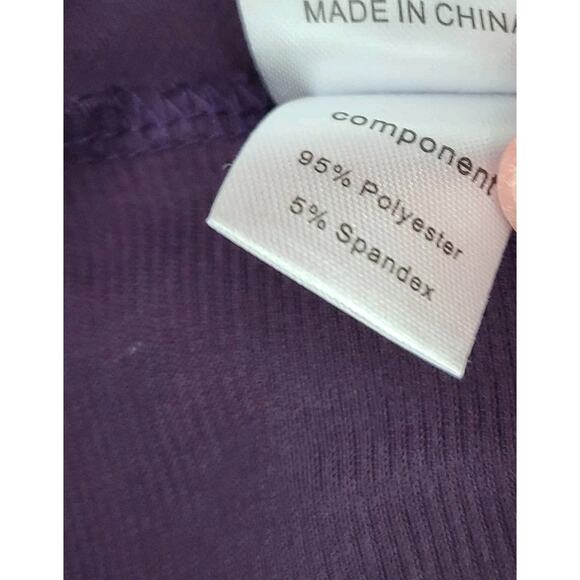 MADE IN CHINA
component
95% Polyester
5% Spandex